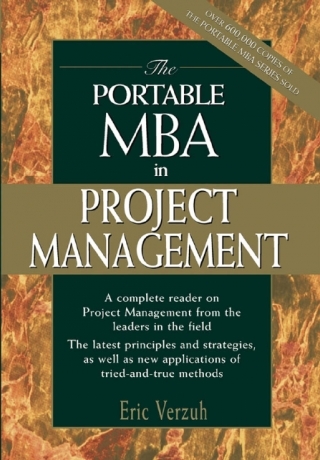 OVER 600,000 COPIES OF
THE PORTABLE MBA SERIES SOLD
The
PORTABLE
MBA
in
PROJECT
MANAGEMENT
A complete reader on
Project Management from the
leaders in the field
The latest principles and strategies,
as well as new applications of
tried-and-true methods
Eric Verzuh